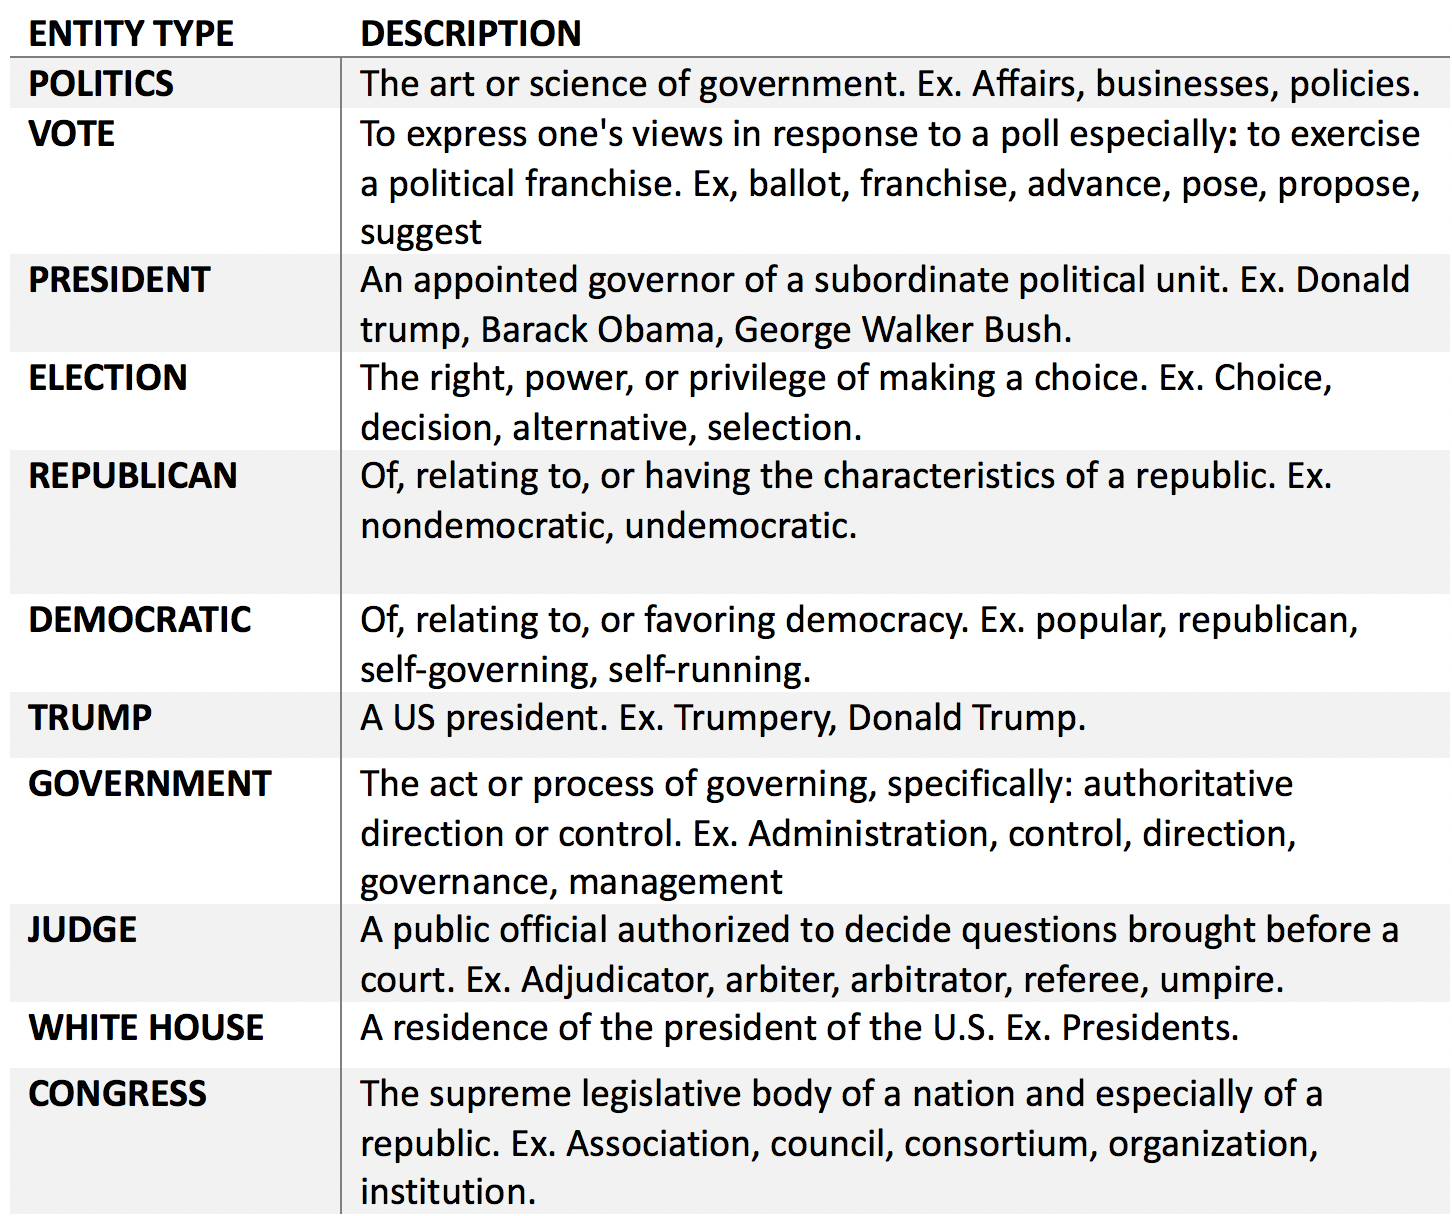 ENTITY TYPE DESCRIPTION
POLITICS The art or science of government. Ex. Affairs, businesses, policies.
VOTE To express one's views in response to a poll especially: to exercise
a political franchise. Ex, ballot, franchise, advance, pose, propose,
suggest
PRESIDENT An appointed governor of a subordinate political unit. Ex. Donald
trump, Barack Obama, George Walker Bush.
ELECTION The right, power, or privilege of making a choice. Ex. Choice,
decision, alternative, selection.
REPUBLICAN Of, relating to, or having the characteristics of a republic. Ex.
nondemocratic, undemocratic.
DEMOCRATIC Of, relating to, or favoring democracy. Ex. popular, republican,
self-governing, self-running.
TRUMP A US president. Ex. Trumpery, Donald Trump.
GOVERNMENT The act or process of governing, specifically: authoritative
direction or control. Ex. Administration, control, direction,
governance, management
JUDGE A public official authorized to decide questions brought before a
court. Ex. Adjudicator, arbiter, arbitrator, referee, umpire.
WHITE HOUSE A residence of the president of the U.S. Ex. Presidents.
CONGRESS The supreme legislative body of a nation and especially of a
republic. Ex. Association, council, consortium, organization,
institution.